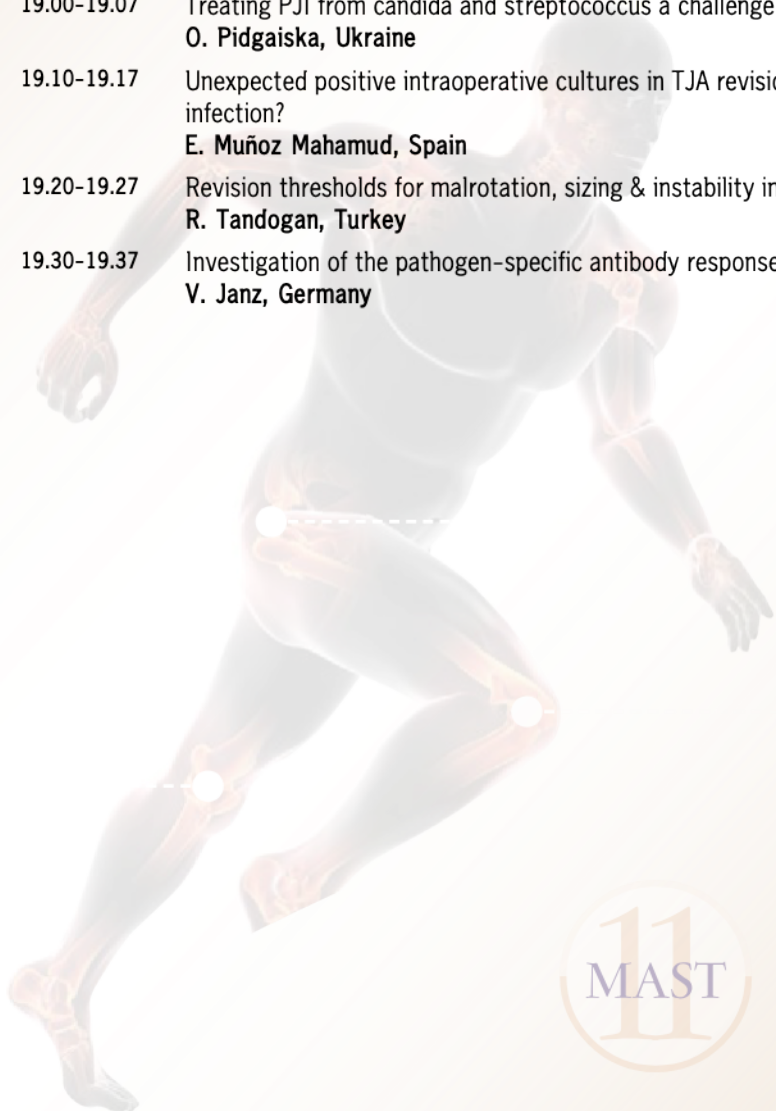 19.00-19.07 Treating PJI from candida and streptococcus a challenge
O. Pidgaiska, Ukraine
19.10-19.17 Unexpected positive intraoperative cultures in TJA revisi
infection?
E. Muñoz Mahamud, Spain
19.20-19.27 Revision thresholds for malrotation, sizing & instability in
R. Tandogan, Turkey
19.30-19.37 Investigation of the pathogen-specific antibody response
V. Janz, Germany
11
MAST